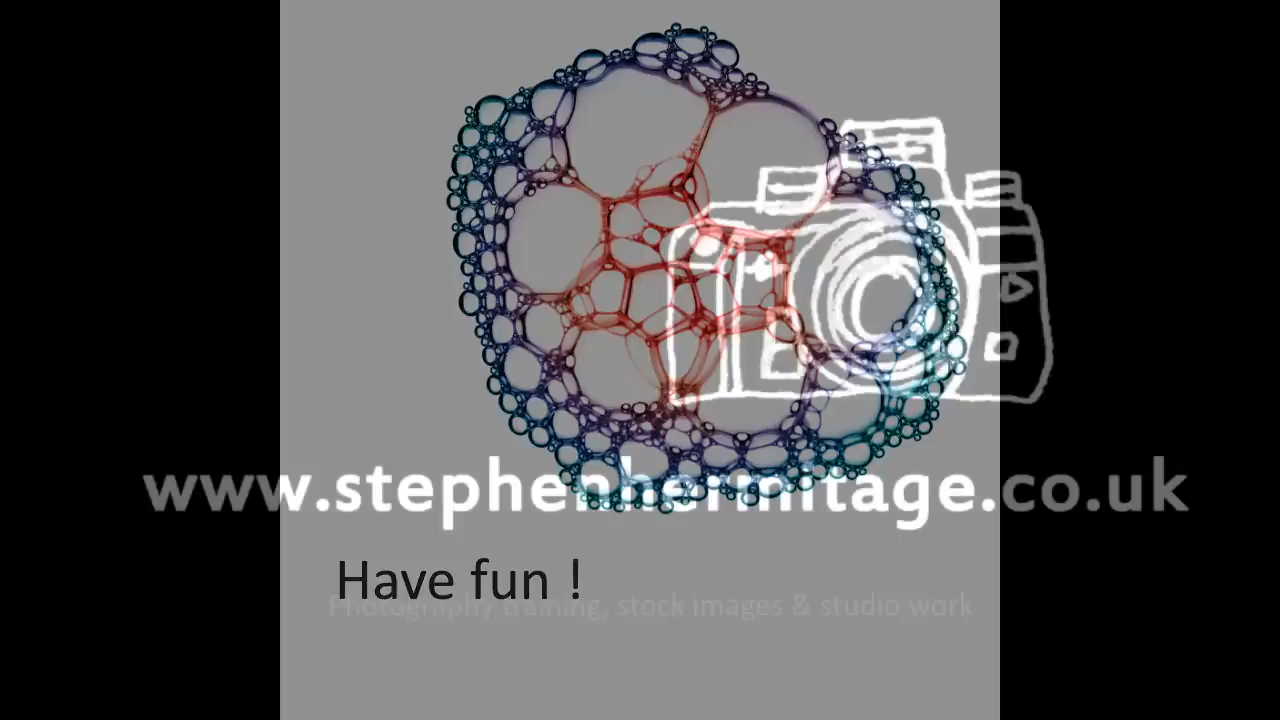 www.stephenhermitage.co.uk
Have fun !
Photography training, stock images & studio work